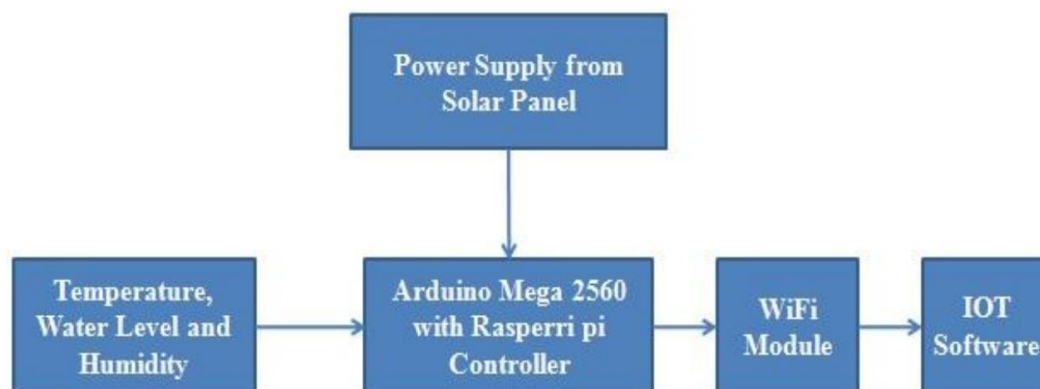 Power Supply from
Solar Panel
Temperature,
Water Level and
Humidity
Arduino Mega 2560
with Rasperri pi
Controller
WiFi
Module
IOT
Software